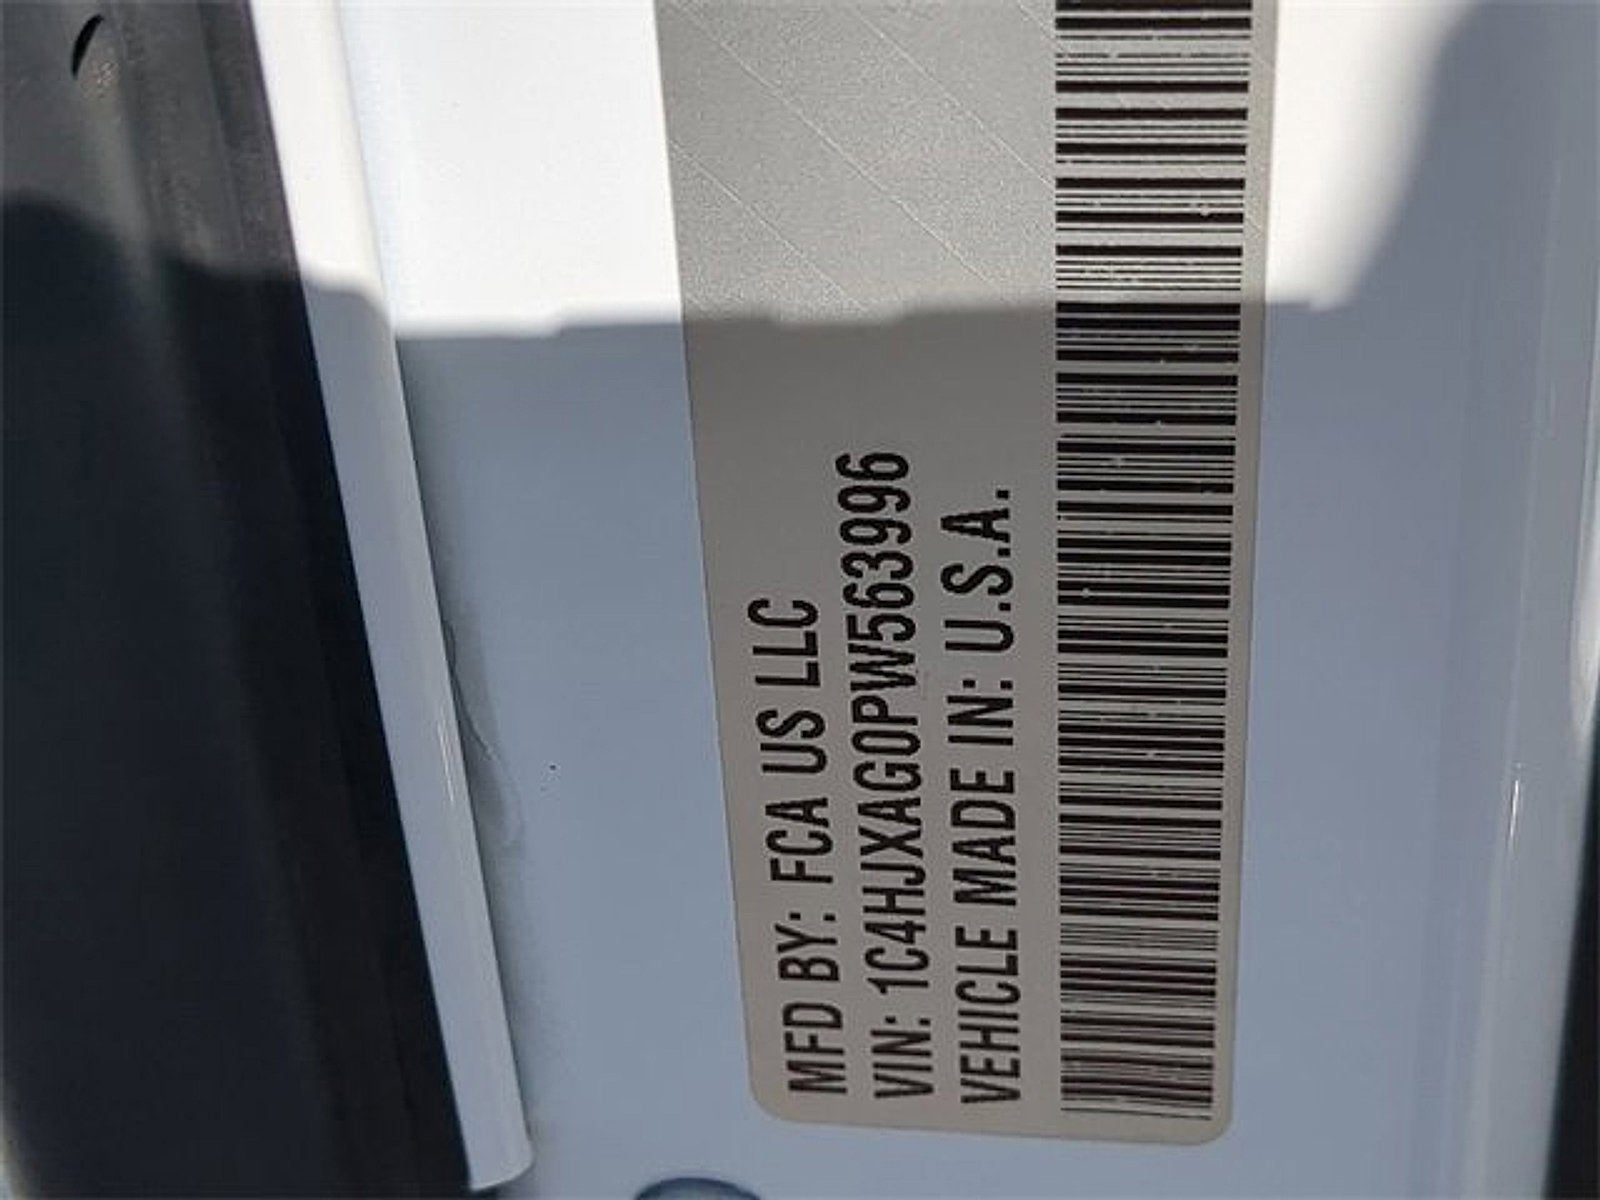 MFD BY: FCA US LLC
VIN: 1C4HJXAG0PW563996
VEHICLE MADE IN: U.S.A.